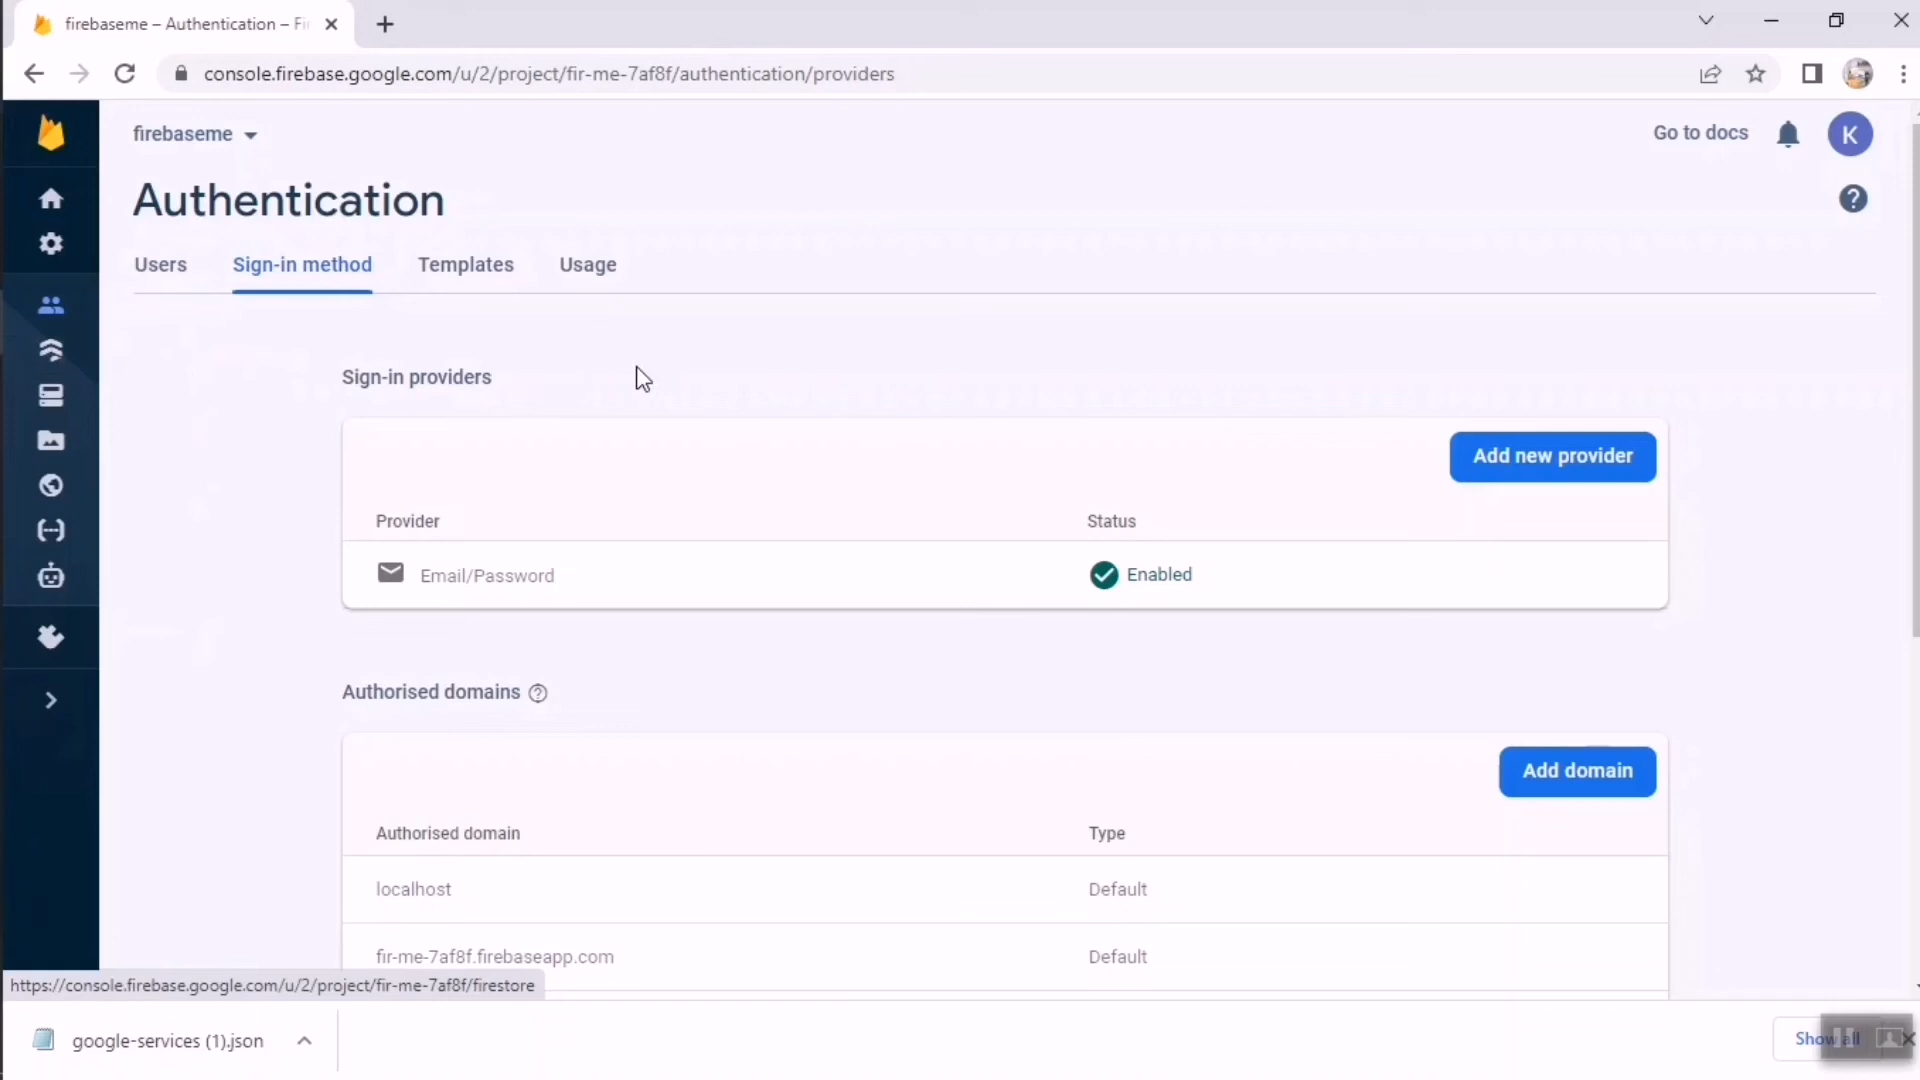 firebaseme – Authentication – Fi
console.firebase.google.com/u/2/project/fir-me-7af8f/authentication/providers
firebaseme
Go to docs
K
Authentication
Users
Sign-in method
Templates
Usage
Sign-in providers
Add new provider
Provider
Status
Email/Password
Enabled
Authorised domains
Add domain
Authorised domain
Type
localhost
Default
fir-me-7af8f.firebaseapp.com
Default
https://console.firebase.google.com/u/2/project/fir-me-7af8f/firestore
google-services (1).json
Show all